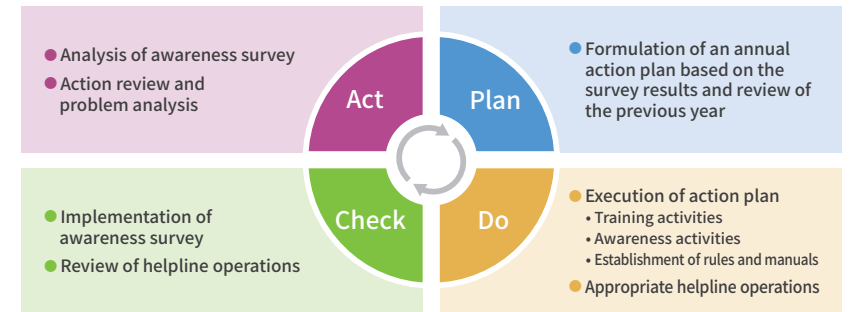 ● Analysis of awareness survey
● Action review and
problem analysis
Act
Plan
● Formulation of an annual
action plan based on the
survey results and review of
the previous year
● Implementation of
awareness survey
● Review of helpline operations
Check
Do
● Execution of action plan
• Training activities
• Awareness activities
• Establishment of rules and manuals
● Appropriate helpline operations